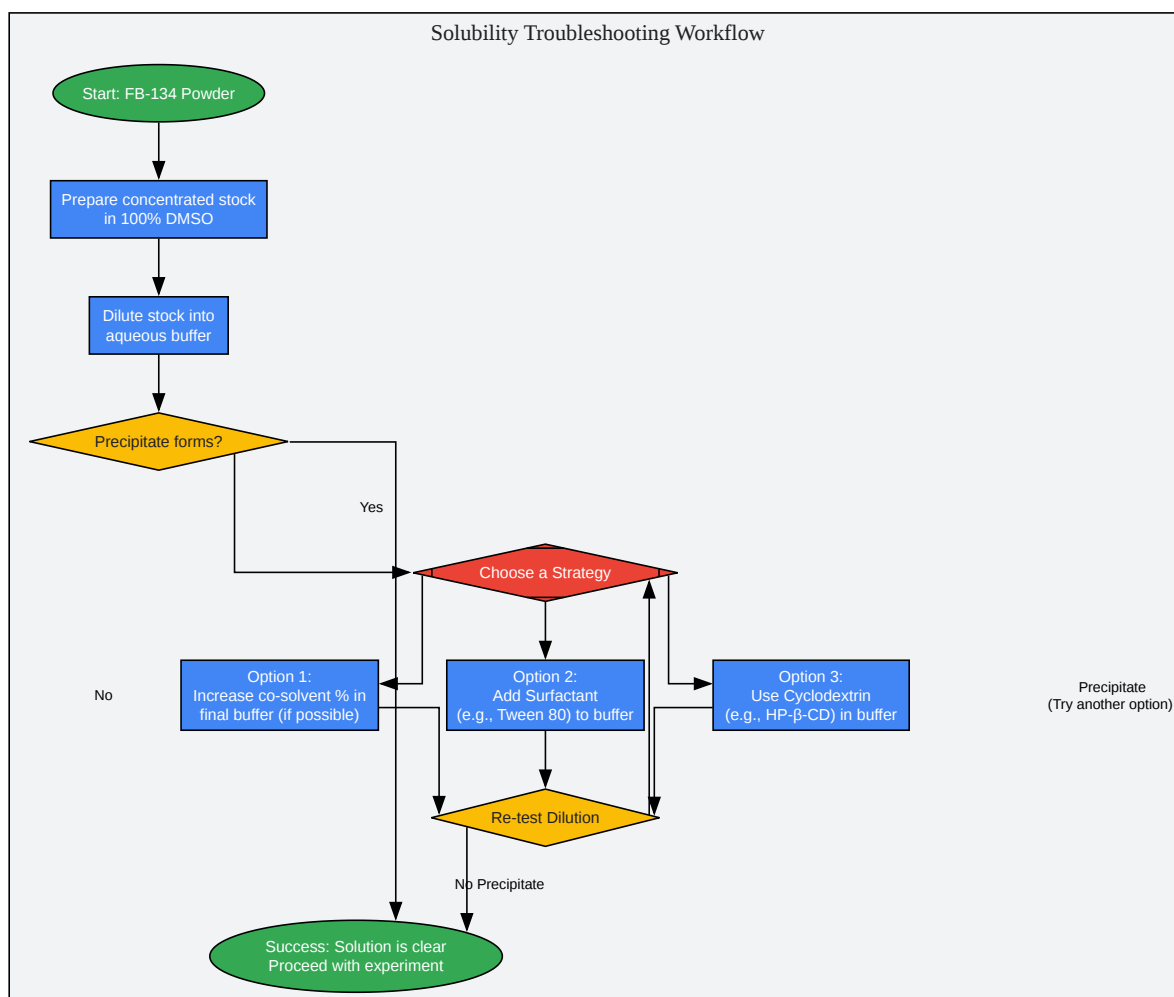 Solubility Troubleshooting Workflow
Start: FB-134 Powder
Prepare concentrated stock
in 100% DMSO
Dilute stock into
aqueous buffer
Precipitate forms?
Yes
Choose a Strategy
No
Option 1:
Increase co-solvent % in
final buffer (if possible)
Option 2:
Add Surfactant
(e.g., Tween 80) to buffer
Option 3:
Use Cyclodextrin
(e.g., HP-β-CD) in buffer
Precipitate
(Try another option)
Re-test Dilution
No Precipitate
Success: Solution is clear
Proceed with experiment